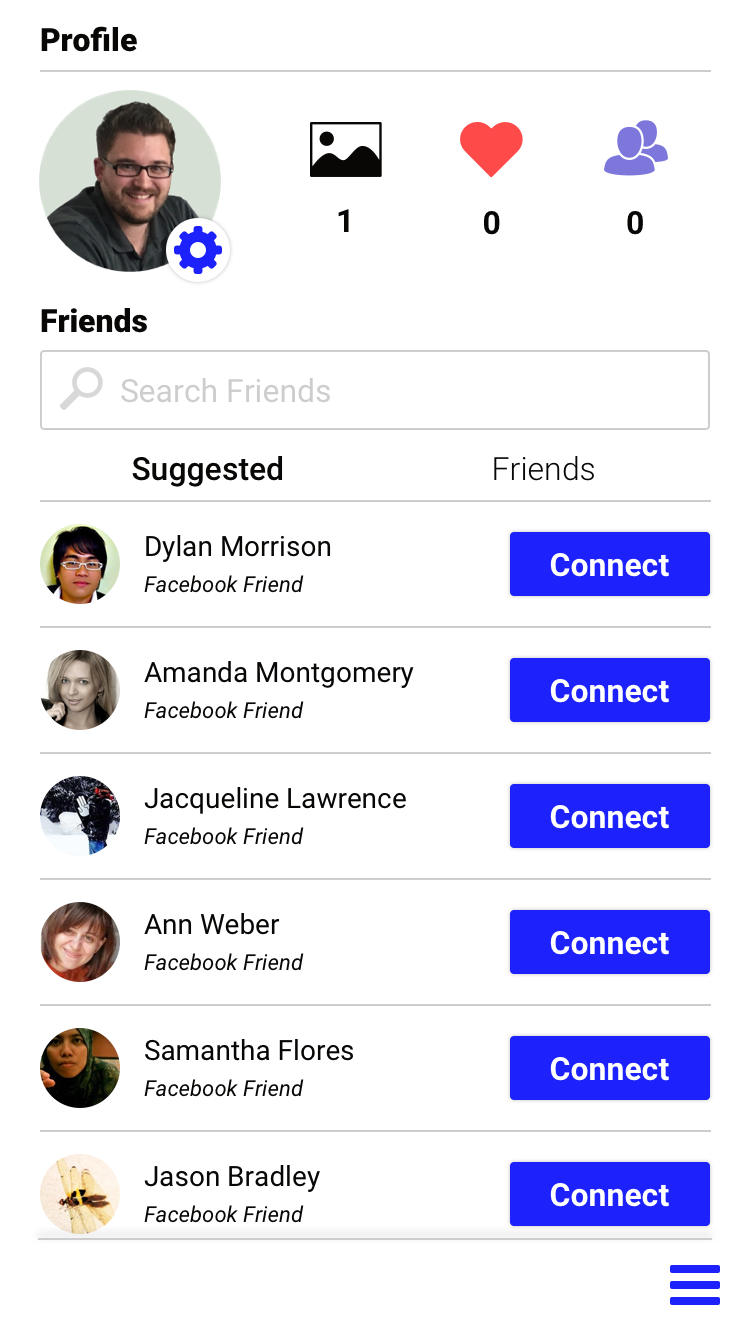 Profile
1
0
0
Friends
Search Friends
Suggested
Friends
Dylan Morrison
Facebook Friend
Connect
Amanda Montgomery
Facebook Friend
Connect
Jacqueline Lawrence
Facebook Friend
Connect
Ann Weber
Facebook Friend
Connect
Samantha Flores
Facebook Friend
Connect
Jason Bradley
Facebook Friend
Connect